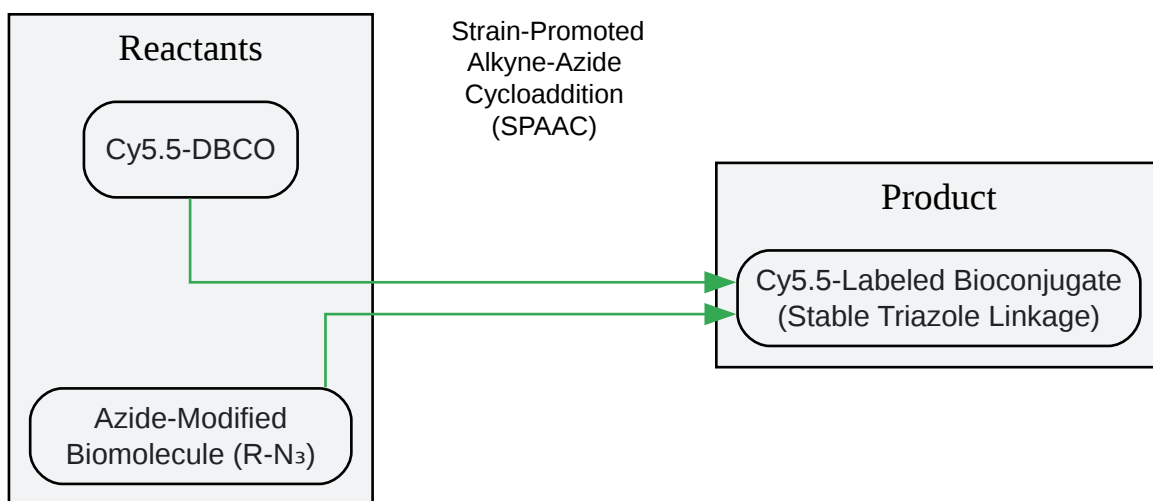 Reactants
Cy5.5-DBCO
Azide-Modified
Biomolecule (R-N₃)
Strain-Promoted
Alkyne-Azide
Cycloaddition
(SPAAC)
Product
Cy5.5-Labeled Bioconjugate
(Stable Triazole Linkage)